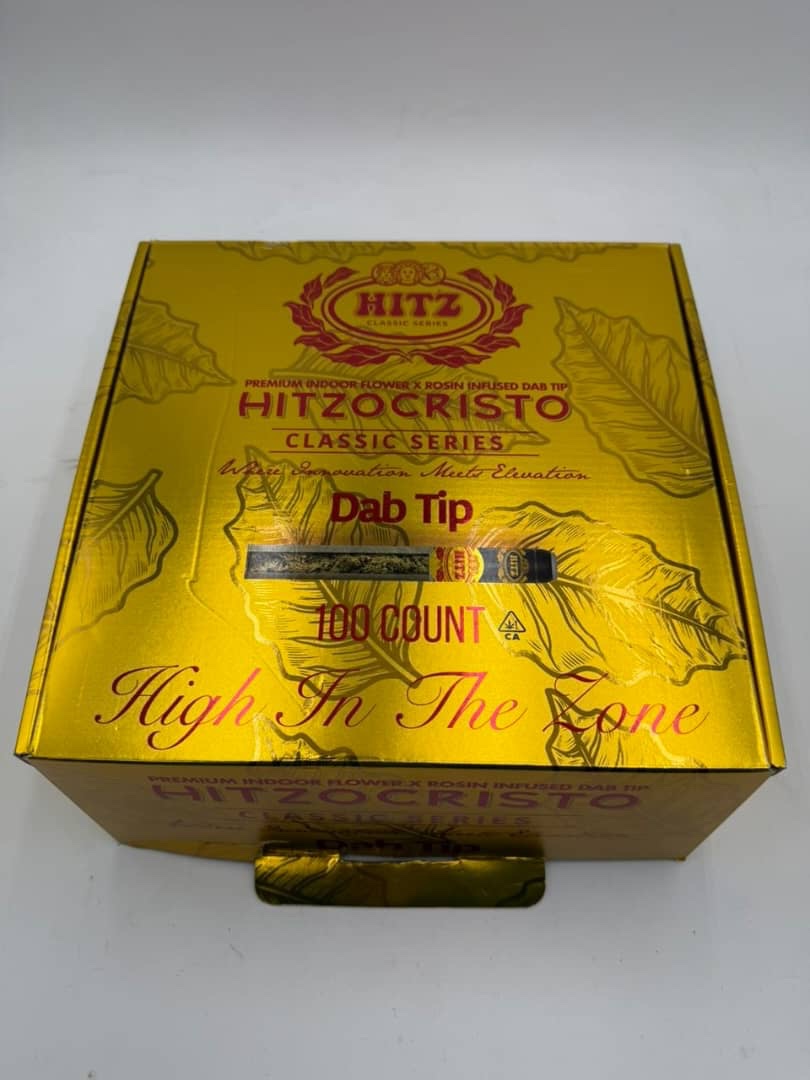 HITZ
CLASSIC SERIES
PREMIUM INDOOR FLOWER X ROSIN INFUSED DAB TIP
HITZOCRISTO
CLASSIC SERIES
Where Innovation Meets Elevation
Dab Tip
HITZ
HITZ
100 COUNT
CA
High In The Zone
PREMIUM INDOOR FLOWER X ROSIN INFUSED DAB TIP
HITZOCRISTO
CLASSIC SERIES
Dab Tip